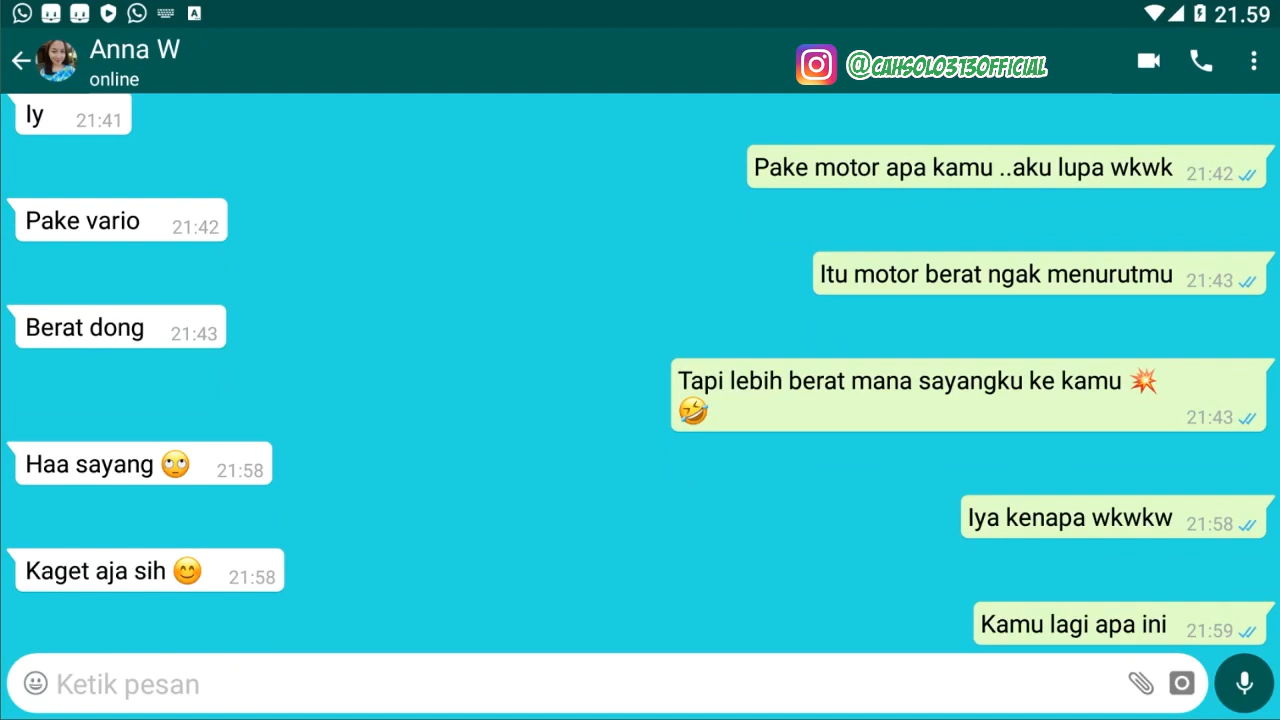 21.59
Anna W
online
@CAHSOLO313OFFICIAL
Iy 21:41
Pake motor apa kamu ..aku lupa wkwk 21:42
Pake vario 21:42
Itu motor berat ngak menurutmu 21:43
Berat dong 21:43
Tapi lebih berat mana sayangku ke kamu 💥
🤣 21:43
Haa sayang 🙄 21:58
Iya kenapa wkwkw 21:58
Kaget aja sih 😊 21:58
Kamu lagi apa ini 21:59
Ketik pesan